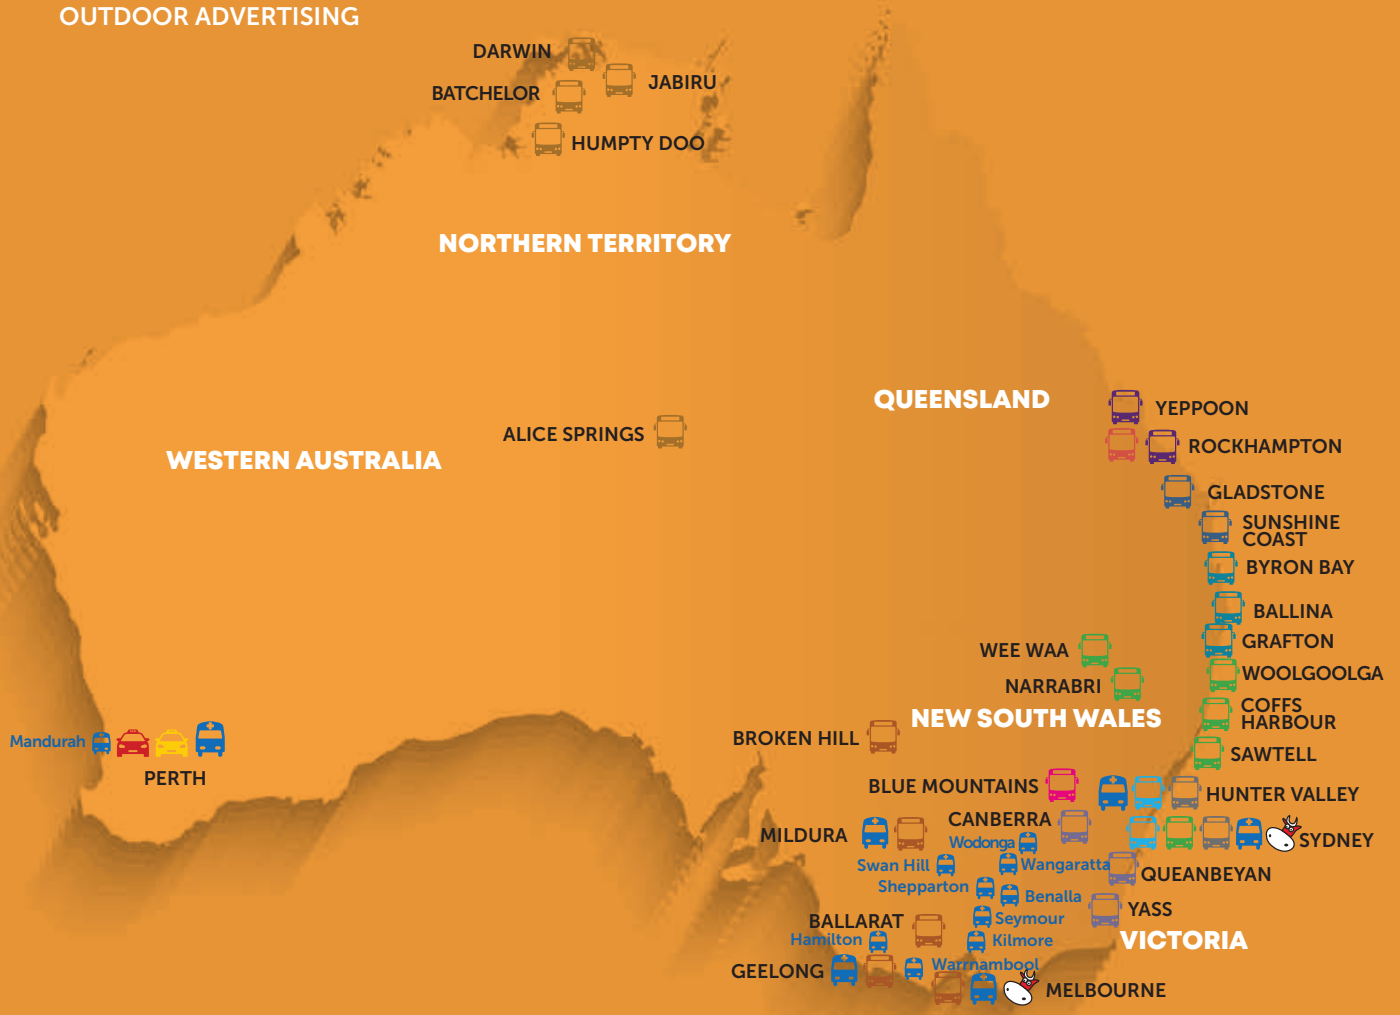 OUTDOOR ADVERTISING
DARWIN
JABIRU
BATCHELOR
HUMPTY DOO
NORTHERN TERRITORY
QUEENSLAND
YEPPOON
ALICE SPRINGS
ROCKHAMPTON
WESTERN AUSTRALIA
GLADSTONE
SUNSHINE
COAST
BYRON BAY
BALLINA
GRAFTON
WEE WAA
WOOLGOOLGA
NARRABRI
COFFS
HARBOUR
NEW SOUTH WALES
BROKEN HILL
Mandurah
SAWTELL
PERTH
BLUE MOUNTAINS
HUNTER VALLEY
CANBERRA
MILDURA
Wodonga
SYDNEY
Swan Hill
Wangaratta
QUEANBEYAN
Shepparton
Benalla
YASS
BALLARAT
Seymour
Hamilton
Kilmore
VICTORIA
GEELONG
Warrnambool
MELBOURNE